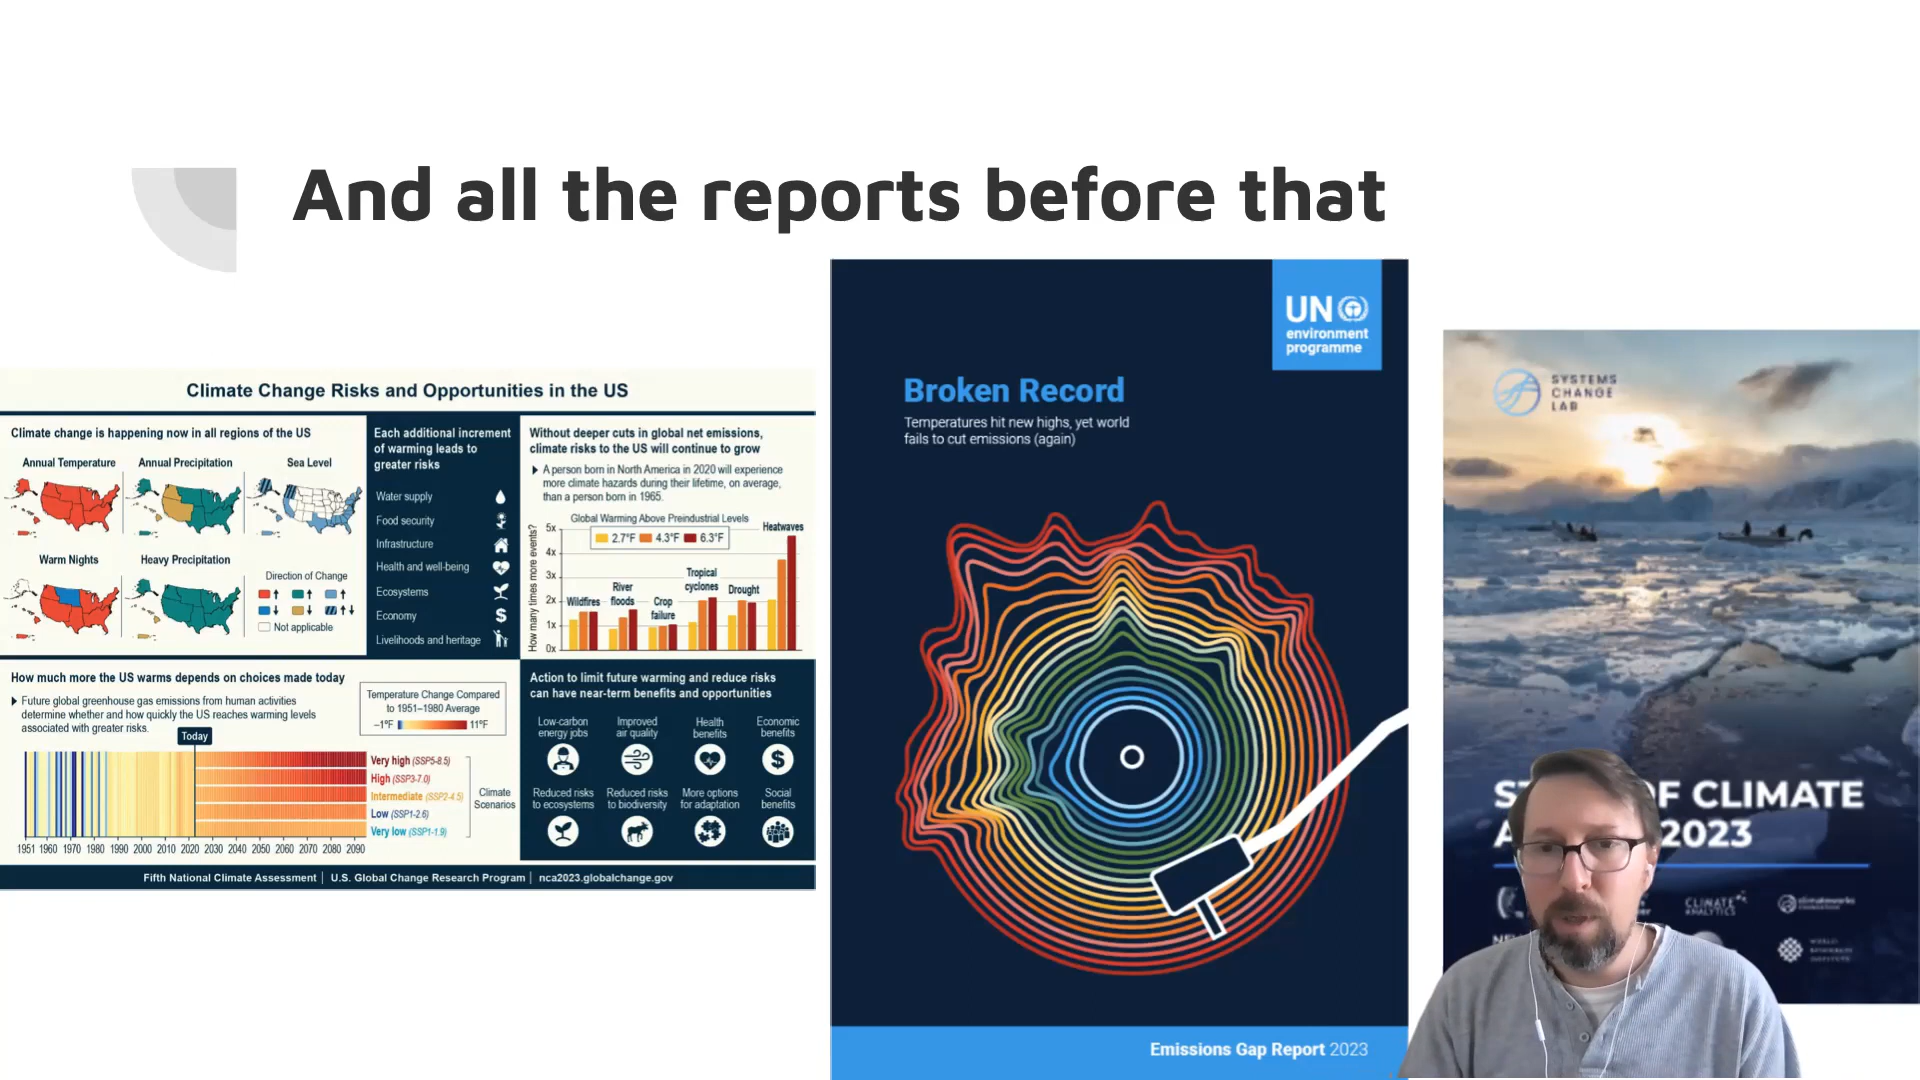 And all the reports before that
Climate Change Risks and Opportunities in the US
Climate change is happening now in all regions of the US
Annual Temperature
Annual Precipitation
Sea Level
Warm Nights
Heavy Precipitation
Direction of Change
Not applicable
Each additional increment
of warming leads to
greater risks
Water supply
Food security
Infrastructure
Health and well-being
Ecosystems
Economy
Livelihoods and heritage
Without deeper cuts in global net emissions,
climate risks to the US will continue to grow
A person born in North America in 2020 will experience
more climate hazards during their lifetime, on average,
than a person born in 1965.
Global Warming Above Preindustrial Levels
2.7°F 4.3°F 6.3°F
How many times more events?
5x
4x
3x
2x
1x
0x
Wildfires
River
floods
Crop
failure
Tropical
cyclones
Drought
Heatwaves
How much more the US warms depends on choices made today
Future global greenhouse gas emissions from human activities
determine whether and how quickly the US reaches warming levels
associated with greater risks.
Temperature Change Compared
to 1951–1980 Average
–1°F 11°F
Today
Very high (SSP5-8.5)
High (SSP3-7.0)
Intermediate (SSP2-4.5)
Low (SSP1-2.6)
Very low (SSP1-1.9)
Climate
Scenarios
1951 1960 1970 1980 1990 2000 2010 2020 2030 2040 2050 2060 2070 2080 2090
Action to limit future warming and reduce risks
can have near-term benefits and opportunities
Low-carbon
energy jobs
Improved
air quality
Health
benefits
Economic
benefits
Reduced risks
to ecosystems
Reduced risks
to biodiversity
More options
for adaptation
Social
benefits
Fifth National Climate Assessment | U.S. Global Change Research Program | nca2023.globalchange.gov
UN
environment
programme
Broken Record
Temperatures hit new highs, yet world
fails to cut emissions (again)
Emissions Gap Report 2023
SYSTEMS
CHANGE
LAB
OF CLIMATE
2023
CLIMATE
ANALYTICS